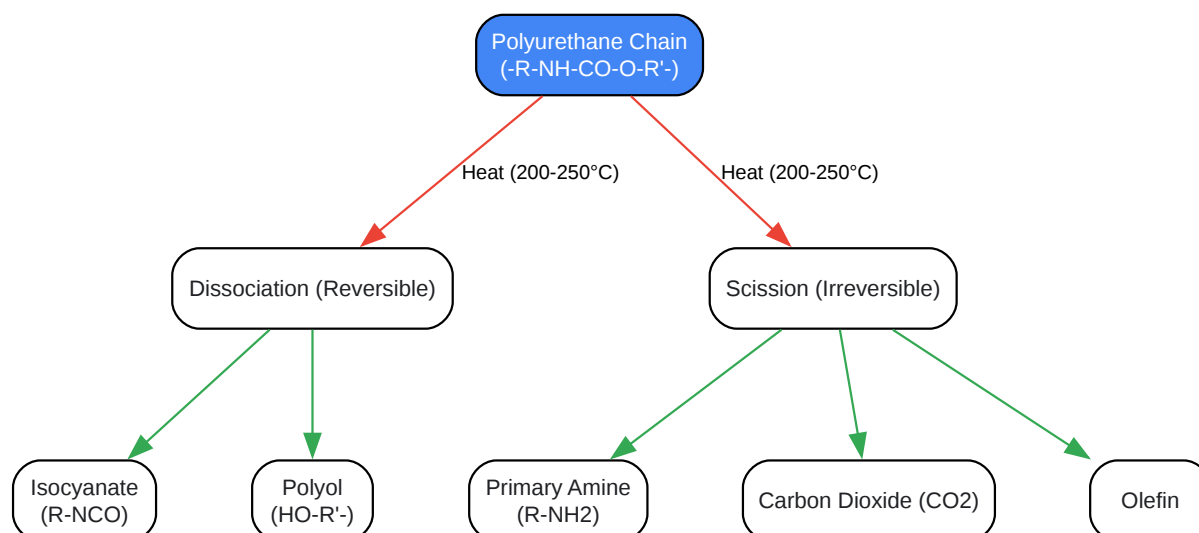 Polyurethane Chain
(-R-NH-CO-O-R'-)
Heat (200-250°C)
Heat (200-250°C)
Dissociation (Reversible)
Scission (Irreversible)
Isocyanate
(R-NCO)
Polyol
(HO-R'-)
Primary Amine
(R-NH2)
Carbon Dioxide (CO2)
Olefin